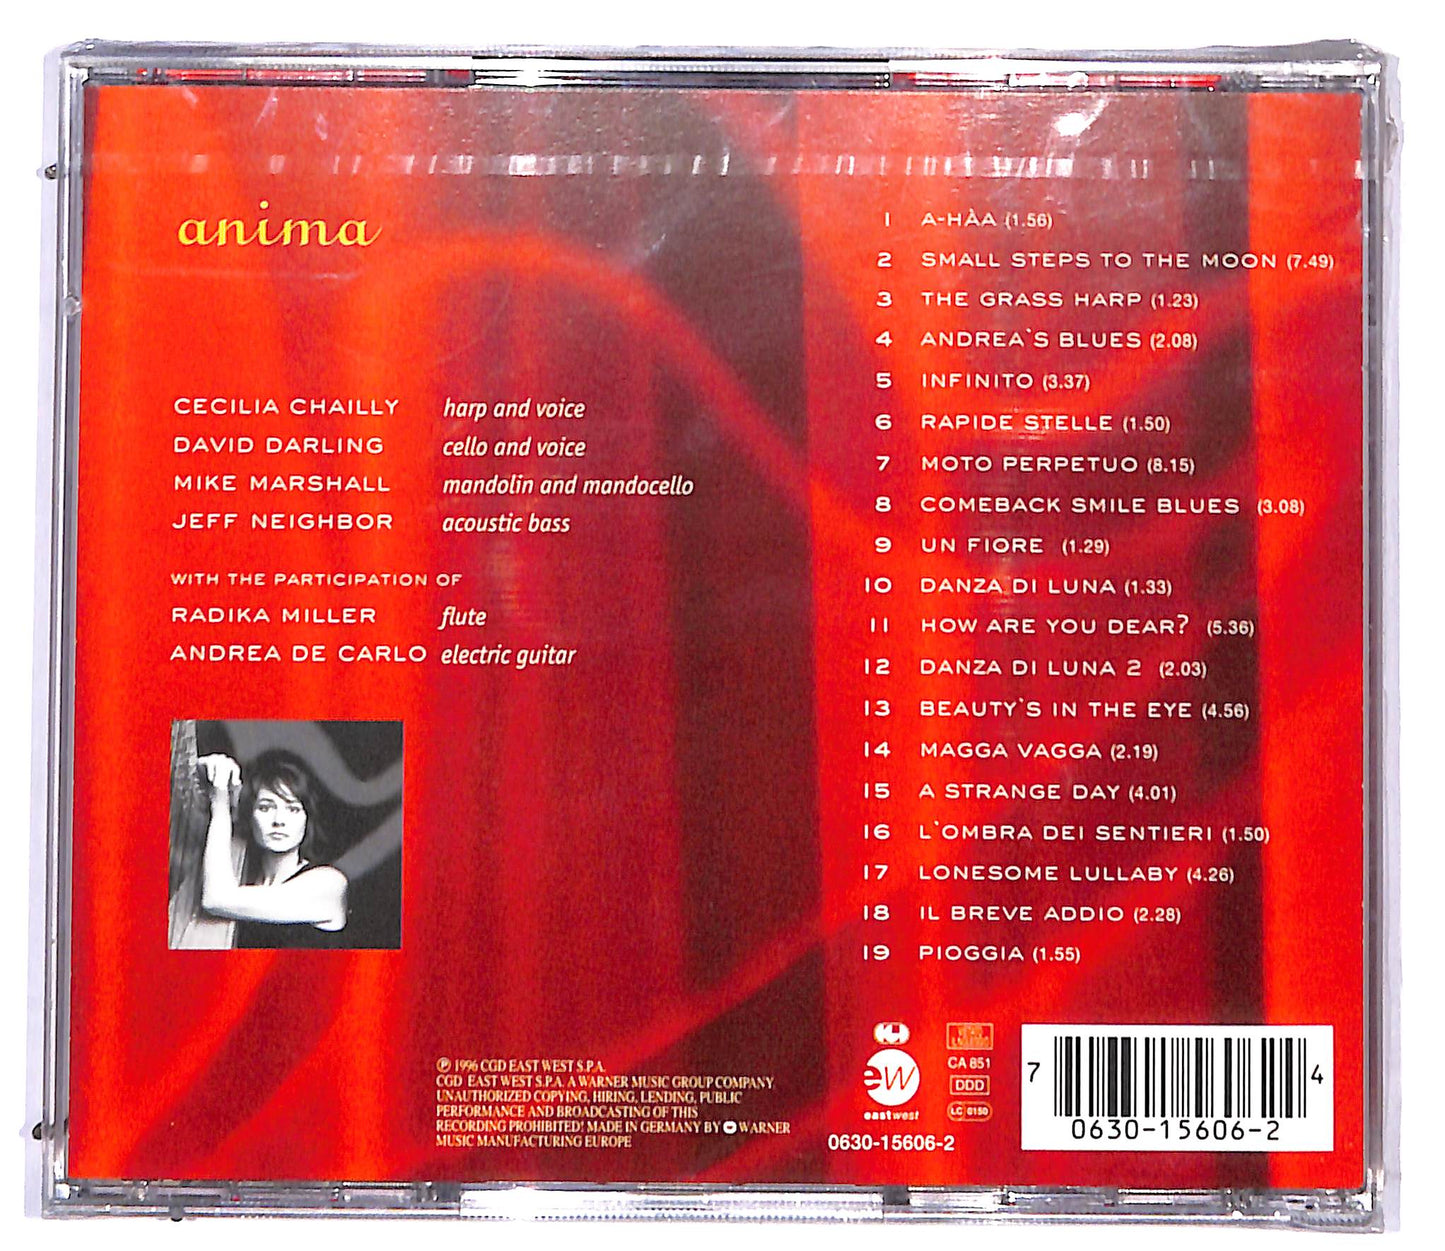 anima
CECILIA CHAILLY harp and voice
DAVID DARLING cello and voice
MIKE MARSHALL mandolin and mandocello
JEFF NEIGHBOR acoustic bass
WITH THE PARTICIPATION OF
RADIKA MILLER flute
ANDREA DE CARLO electric guitar
1 A-HÀA (1.56)
2 SMALL STEPS TO THE MOON (7.49)
3 THE GRASS HARP (1.23)
4 ANDREA`S BLUES (2.08)
5 INFINITO (3.37)
6 RAPIDE STELLE (1.50)
7 MOTO PERPETUO (8.15)
8 COMEBACK SMILE BLUES (3.08)
9 UN FIORE (1.29)
10 DANZA DI LUNA (1.33)
11 HOW ARE YOU DEAR? (5.36)
12 DANZA DI LUNA 2 (2.03)
13 BEAUTY`S IN THE EYE (4.56)
14 MAGGA VAGGA (2.19)
15 A STRANGE DAY (4.01)
16 L`OMBRA DEI SENTIERI (1.50)
17 LONESOME LULLABY (4.26)
18 IL BREVE ADDIO (2.28)
19 PIOGGIA (1.55)
℗ 1996 CGD EAST WEST S.P.A.
CGD EAST WEST S.P.A. A WARNER MUSIC GROUP COMPANY
UNAUTHORIZED COPYING, HIRING, LENDING, PUBLIC
PERFORMANCE AND BROADCASTING OF THIS
RECORDING PROHIBITED! MADE IN GERMANY BY WARNER
MUSIC MANUFACTURING EUROPE
ew
eastwest
0630-15606-2
CA 851
DDD
LC 0150
7 4
0630-15606-2